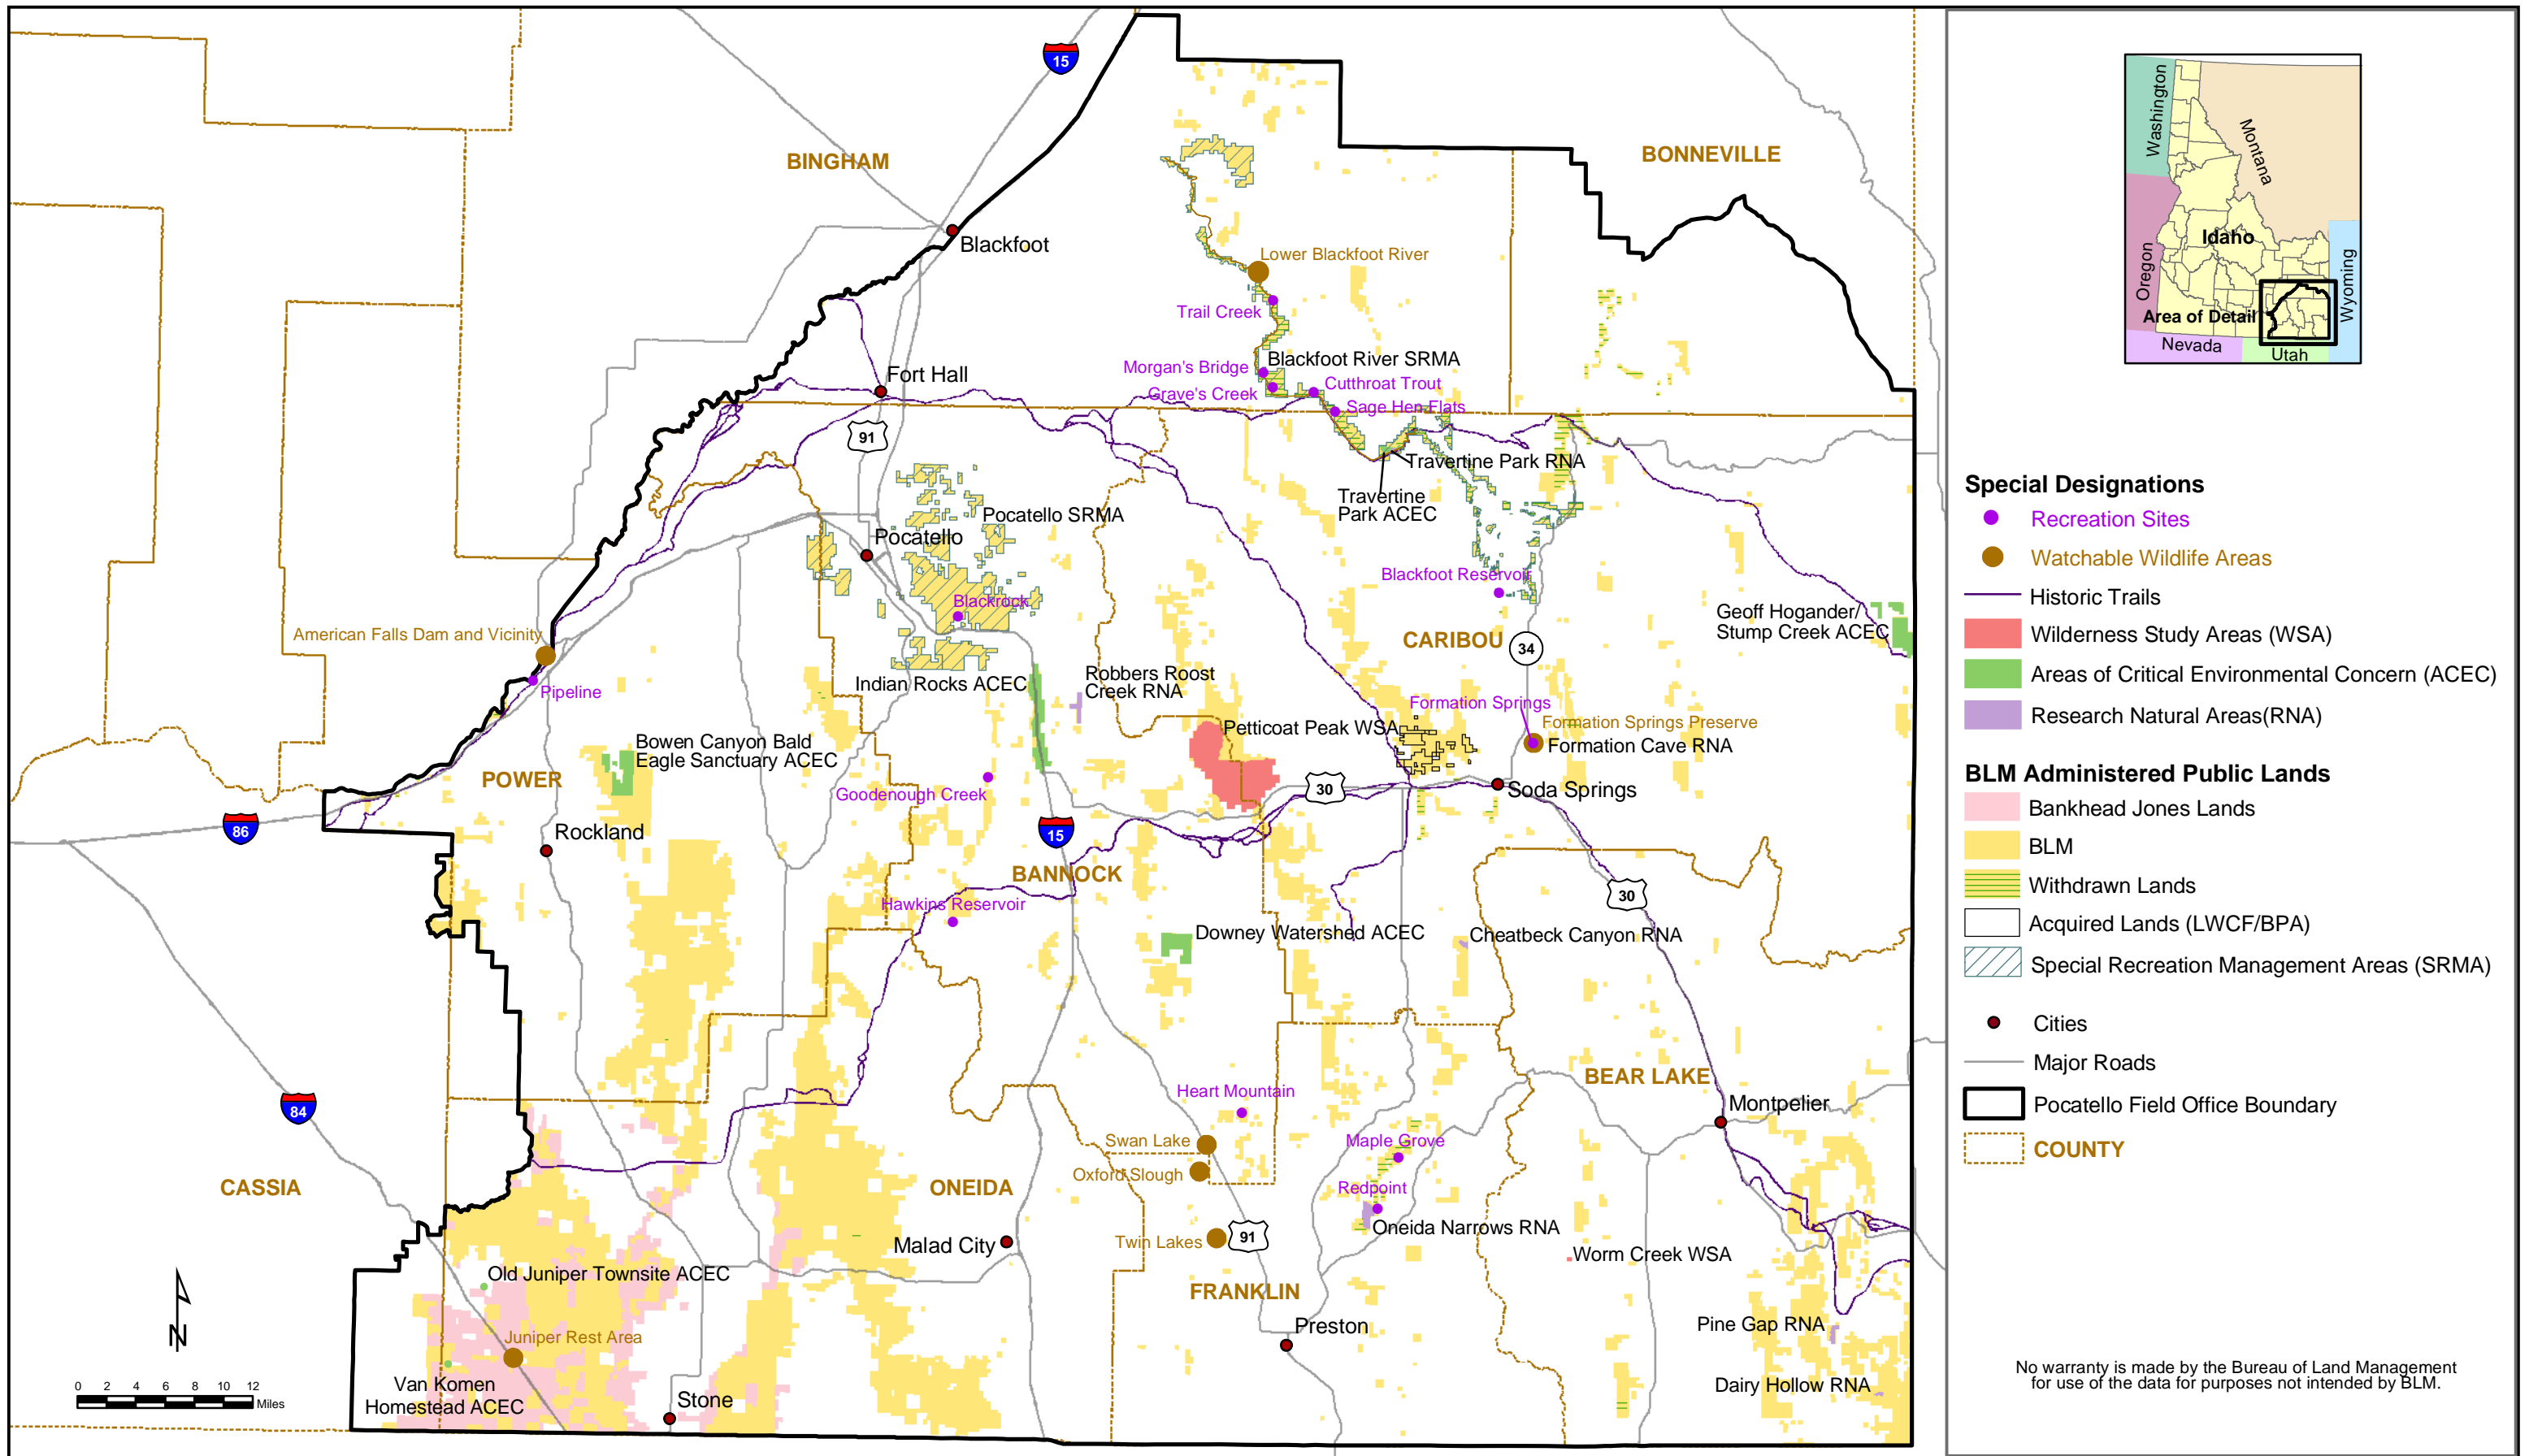 15
BINGHAM
BONNEVILLE
Blackfoot
Lower Blackfoot River
Trail Creek
Blackfoot River SRMA
Morgan's Bridge
Grave's Creek
Cutthroat Trout
Sage Hen Flats
Fort Hall
91
Travertine Park RNA
Travertine
Park ACEC
Pocatello SRMA
Pocatello
Blackfoot Reservoir
Blackrock
Geoff Hogander/
Stump Creek ACEC
American Falls Dam and Vicinity
CARIBOU
34
Pipeline
Indian Rocks ACEC
Robbers Roost
Creek RNA
Formation Springs
Petticoat Peak WSA
Formation Springs Preserve
Formation Cave RNA
Bowen Canyon Bald
Eagle Sanctuary ACEC
POWER
Goodenough Creek
30
Soda Springs
86
Rockland
15
BANNOCK
30
Hawkins Reservoir
Downey Watershed ACEC
Cheatbeck Canyon RNA
84
Heart Mountain
BEAR LAKE
Montpelier
Swan Lake
Maple Grove
Oxford Slough
CASSIA
ONEIDA
Redpoint
Oneida Narrows RNA
Malad City
Twin Lakes
91
Worm Creek WSA
Old Juniper Townsite ACEC
FRANKLIN
Juniper Rest Area
Preston
Pine Gap RNA
Van Komen
Homestead ACEC
Stone
Dairy Hollow RNA
N
0 2 4 6 8 10 12
Miles
Washington
Montana
Oregon
Idaho
Wyoming
Area of Detail
Nevada
Utah
Special Designations
Recreation Sites
Watchable Wildlife Areas
Historic Trails
Wilderness Study Areas (WSA)
Areas of Critical Environmental Concern (ACEC)
Research Natural Areas(RNA)
BLM Administered Public Lands
Bankhead Jones Lands
BLM
Withdrawn Lands
Acquired Lands (LWCF/BPA)
Special Recreation Management Areas (SRMA)
Cities
Major Roads
Pocatello Field Office Boundary
COUNTY
No warranty is made by the Bureau of Land Management
for use of the data for purposes not intended by BLM.